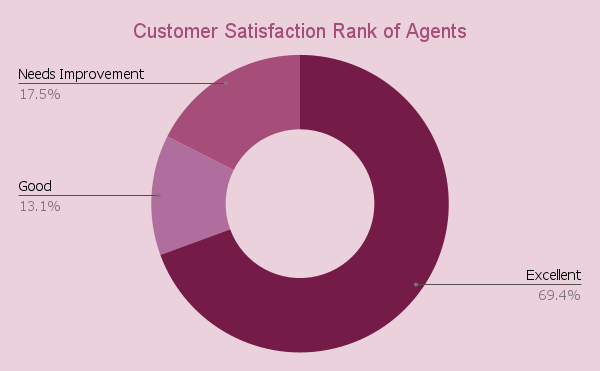 Customer Satisfaction Rank of Agents
Needs Improvement
17.5%
Good
13.1%
Excellent
69.4%